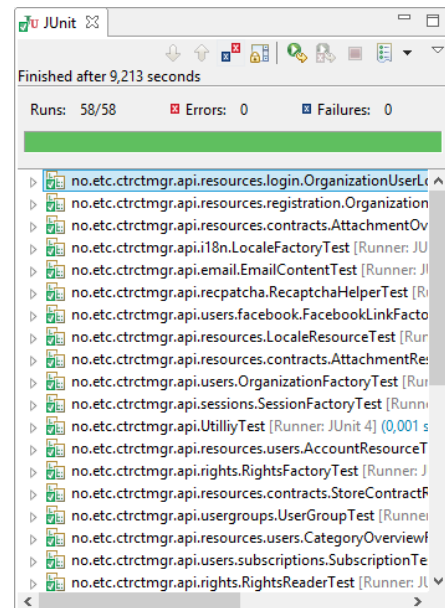 JUnit
Finished after 9,213 seconds
Runs: 58/58 Errors: 0 Failures: 0
no.etc.ctrctmgr.api.resources.login.OrganizationUserLo
no.etc.ctrctmgr.api.resources.registration.Organization
no.etc.ctrctmgr.api.resources.contracts.AttachmentOv
no.etc.ctrctmgr.api.i18n.LocaleFactoryTest [Runner: JU
no.etc.ctrctmgr.api.email.EmailContentTest [Runner: J
no.etc.ctrctmgr.api.recpatcha.RecaptchaHelperTest [Ru
no.etc.ctrctmgr.api.users.facebook.FacebookLinkFacto
no.etc.ctrctmgr.api.resources.LocaleResourceTest [Run
no.etc.ctrctmgr.api.resources.contracts.AttachmentRes
no.etc.ctrctmgr.api.users.OrganizationFactoryTest [Run
no.etc.ctrctmgr.api.sessions.SessionFactoryTest [Runne
no.etc.ctrctmgr.api.UtilliyTest [Runner: JUnit 4] (0,001 s
no.etc.ctrctmgr.api.resources.users.AccountResourceT
no.etc.ctrctmgr.api.rights.RightsFactoryTest [Runner: J
no.etc.ctrctmgr.api.resources.contracts.StoreContractR
no.etc.ctrctmgr.api.usergroups.UserGroupTest [Runner
no.etc.ctrctmgr.api.resources.users.CategoryOverviewF
no.etc.ctrctmgr.api.users.subscriptions.SubscriptionTe
no.etc.ctrctmgr.api.rights.RightsReaderTest [Runner: JU